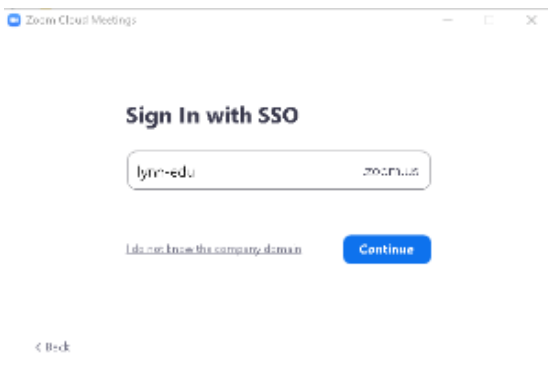 Zoom Cloud Meetings
Sign In with SSO
lynn-edu .zoom.us
I do not know the company domain Continue
< Back